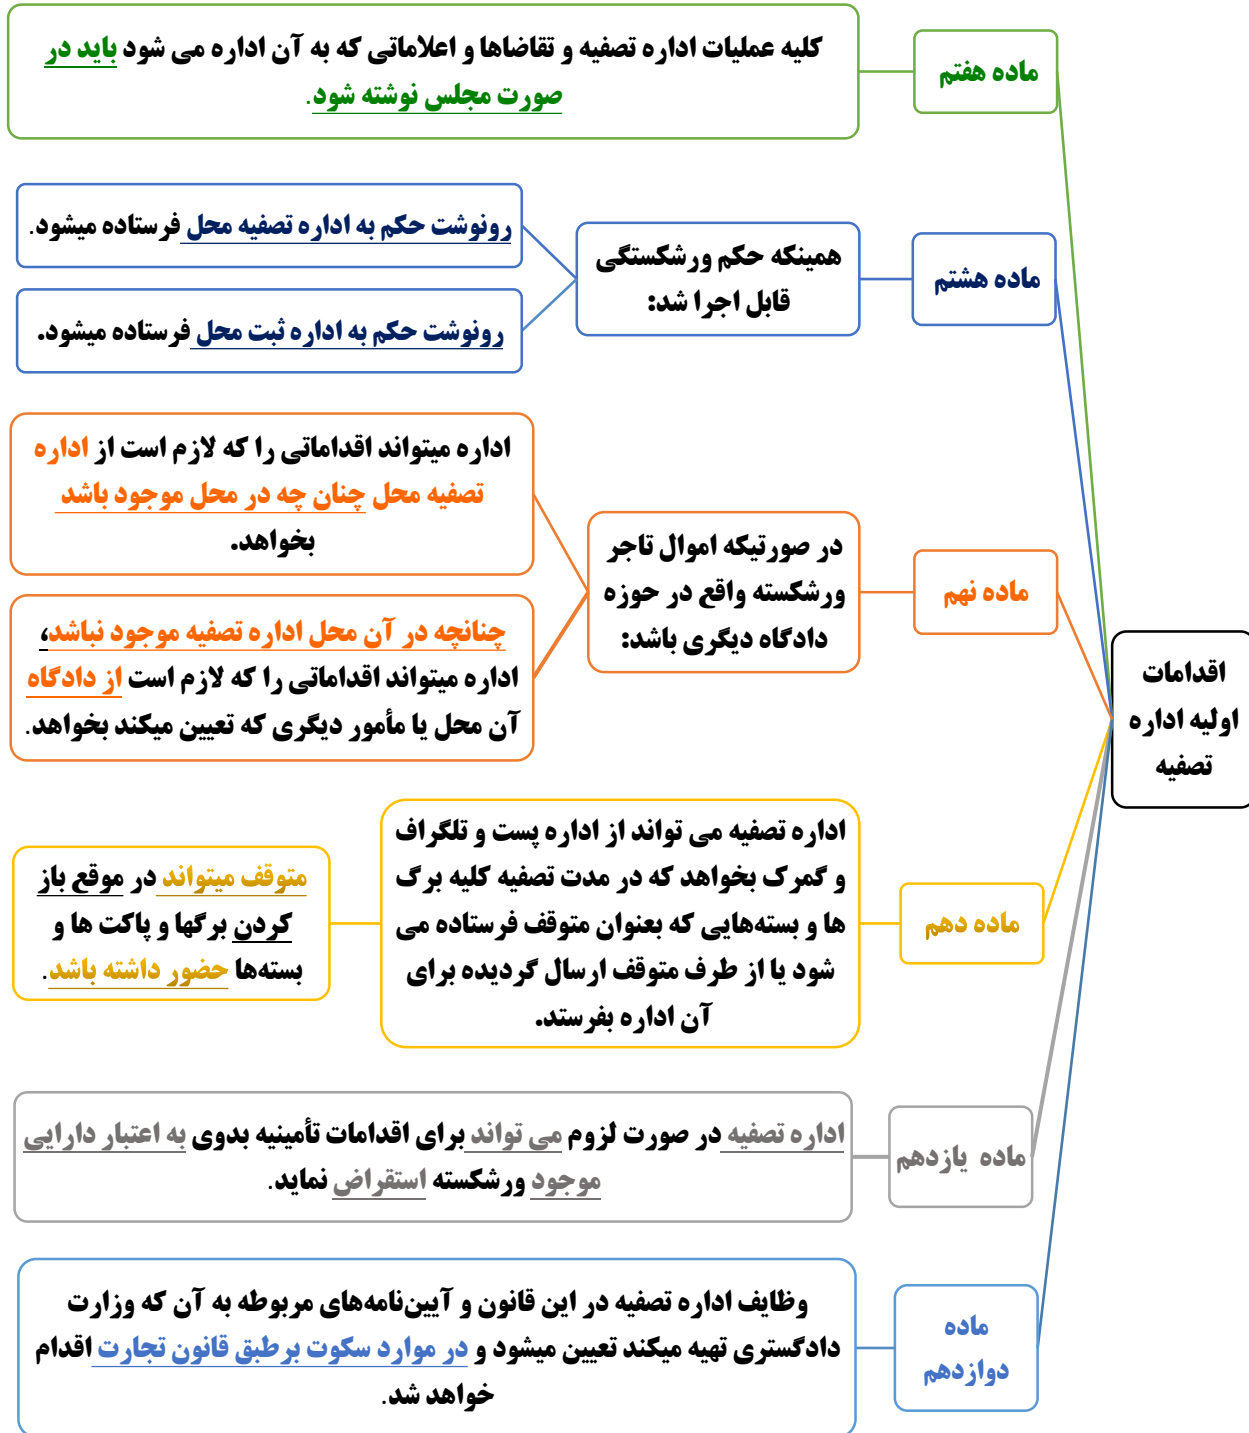 اقدامات
اولیه اداره
تصفیه
ماده هفتم
کلیه عملیات اداره تصفیه و تقاضاها و اعلاماتی که به آن اداره می شود باید در
صورت مجلس نوشته شود.
ماده هشتم
همینکه حکم ورشکستگی
قابل اجرا شد:
رونوشت حکم به اداره تصفیه محل فرستاده میشود.
رونوشت حکم به اداره ثبت محل فرستاده میشود.
ماده نهم
در صورتیکه اموال تاجر
ورشکسته واقع در حوزه
دادگاه دیگری باشد:
اداره میتواند اقداماتی را که لازم است از اداره
تصفیه محل چنان چه در محل موجود باشد
بخواهد.
چنانچه در آن محل اداره تصفیه موجود نباشد،
اداره میتواند اقداماتی را که لازم است از دادگاه
آن محل یا مأمور دیگری که تعیین میکند بخواهد.
ماده دهم
اداره تصفیه می تواند از اداره پست و تلگراف
و گمرک بخواهد که در مدت تصفیه کلیه برگ
ها و بسته‌هایی که بعنوان متوقف فرستاده می
شود یا از طرف متوقف ارسال گردیده برای
آن اداره بفرستد.
متوقف میتواند در موقع باز
کردن برگها و پاکت ها و
بسته‌ها حضور داشته باشد.
ماده یازدهم
اداره تصفیه در صورت لزوم می تواند برای اقدامات تأمینیه بدوی به اعتبار دارایی
موجود ورشکسته استقراض نماید.
ماده
دوازدهم
وظایف اداره تصفیه در این قانون و آیین‌نامه‌های مربوطه به آن که وزارت
دادگستری تهیه میکند تعیین میشود و در موارد سکوت برطبق قانون تجارت اقدام
خواهد شد.